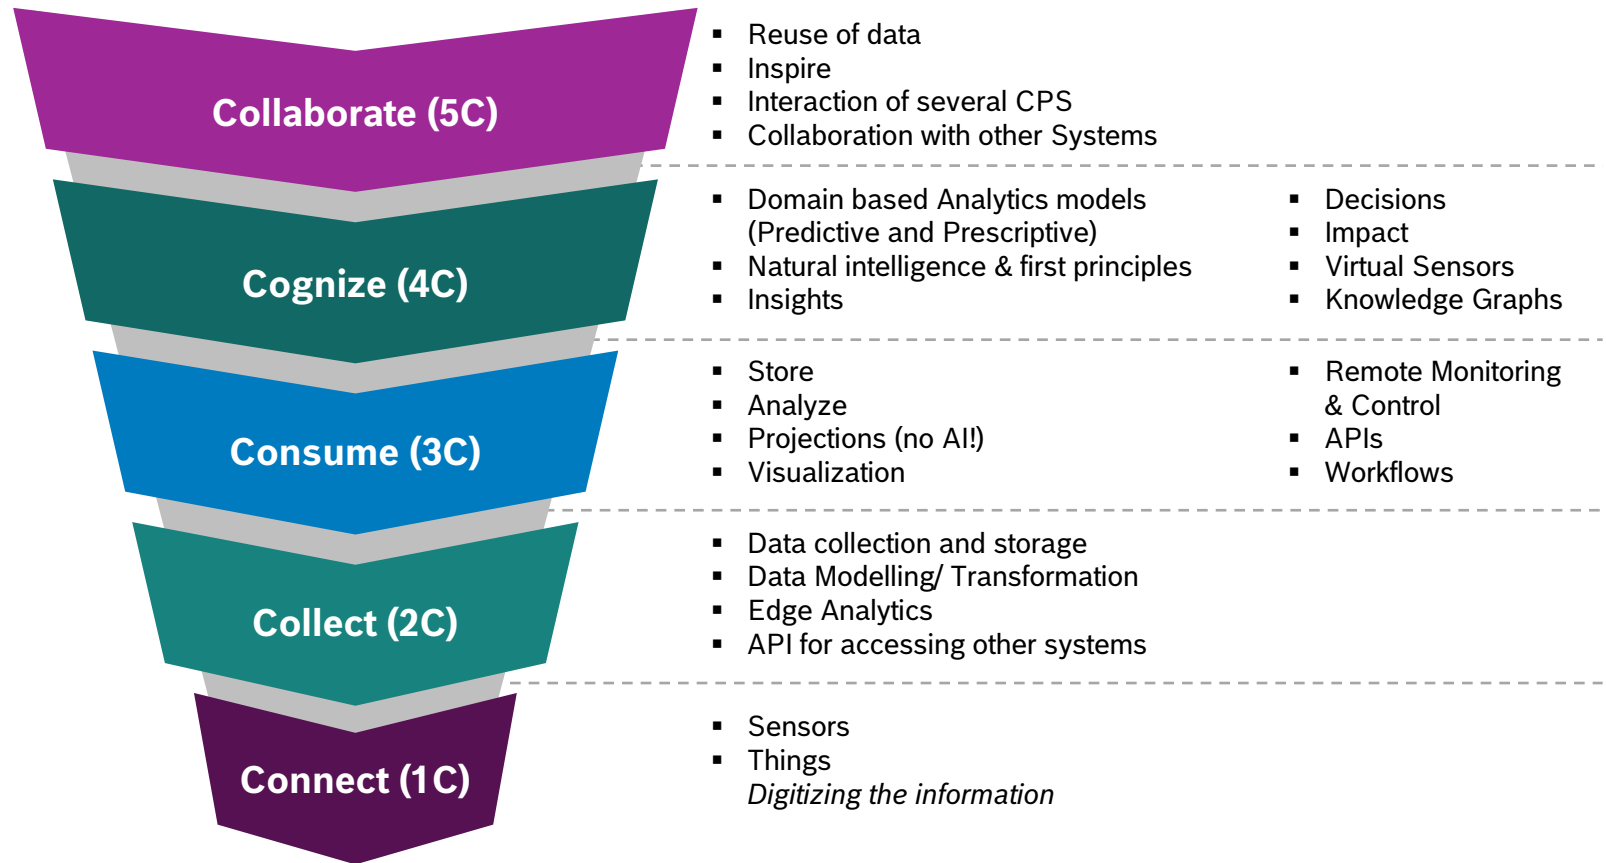 Collaborate (5C)
▪ Reuse of data
▪ Inspire
▪ Interaction of several CPS
▪ Collaboration with other Systems
Cognize (4C)
▪ Domain based Analytics models
(Predictive and Prescriptive)
▪ Natural intelligence & first principles
▪ Insights
▪ Decisions
▪ Impact
▪ Virtual Sensors
▪ Knowledge Graphs
Consume (3C)
▪ Store
▪ Analyze
▪ Projections (no AI!)
▪ Visualization
▪ Remote Monitoring
& Control
▪ APIs
▪ Workflows
Collect (2C)
▪ Data collection and storage
▪ Data Modelling/ Transformation
▪ Edge Analytics
▪ API for accessing other systems
Connect (1C)
▪ Sensors
▪ Things
Digitizing the information